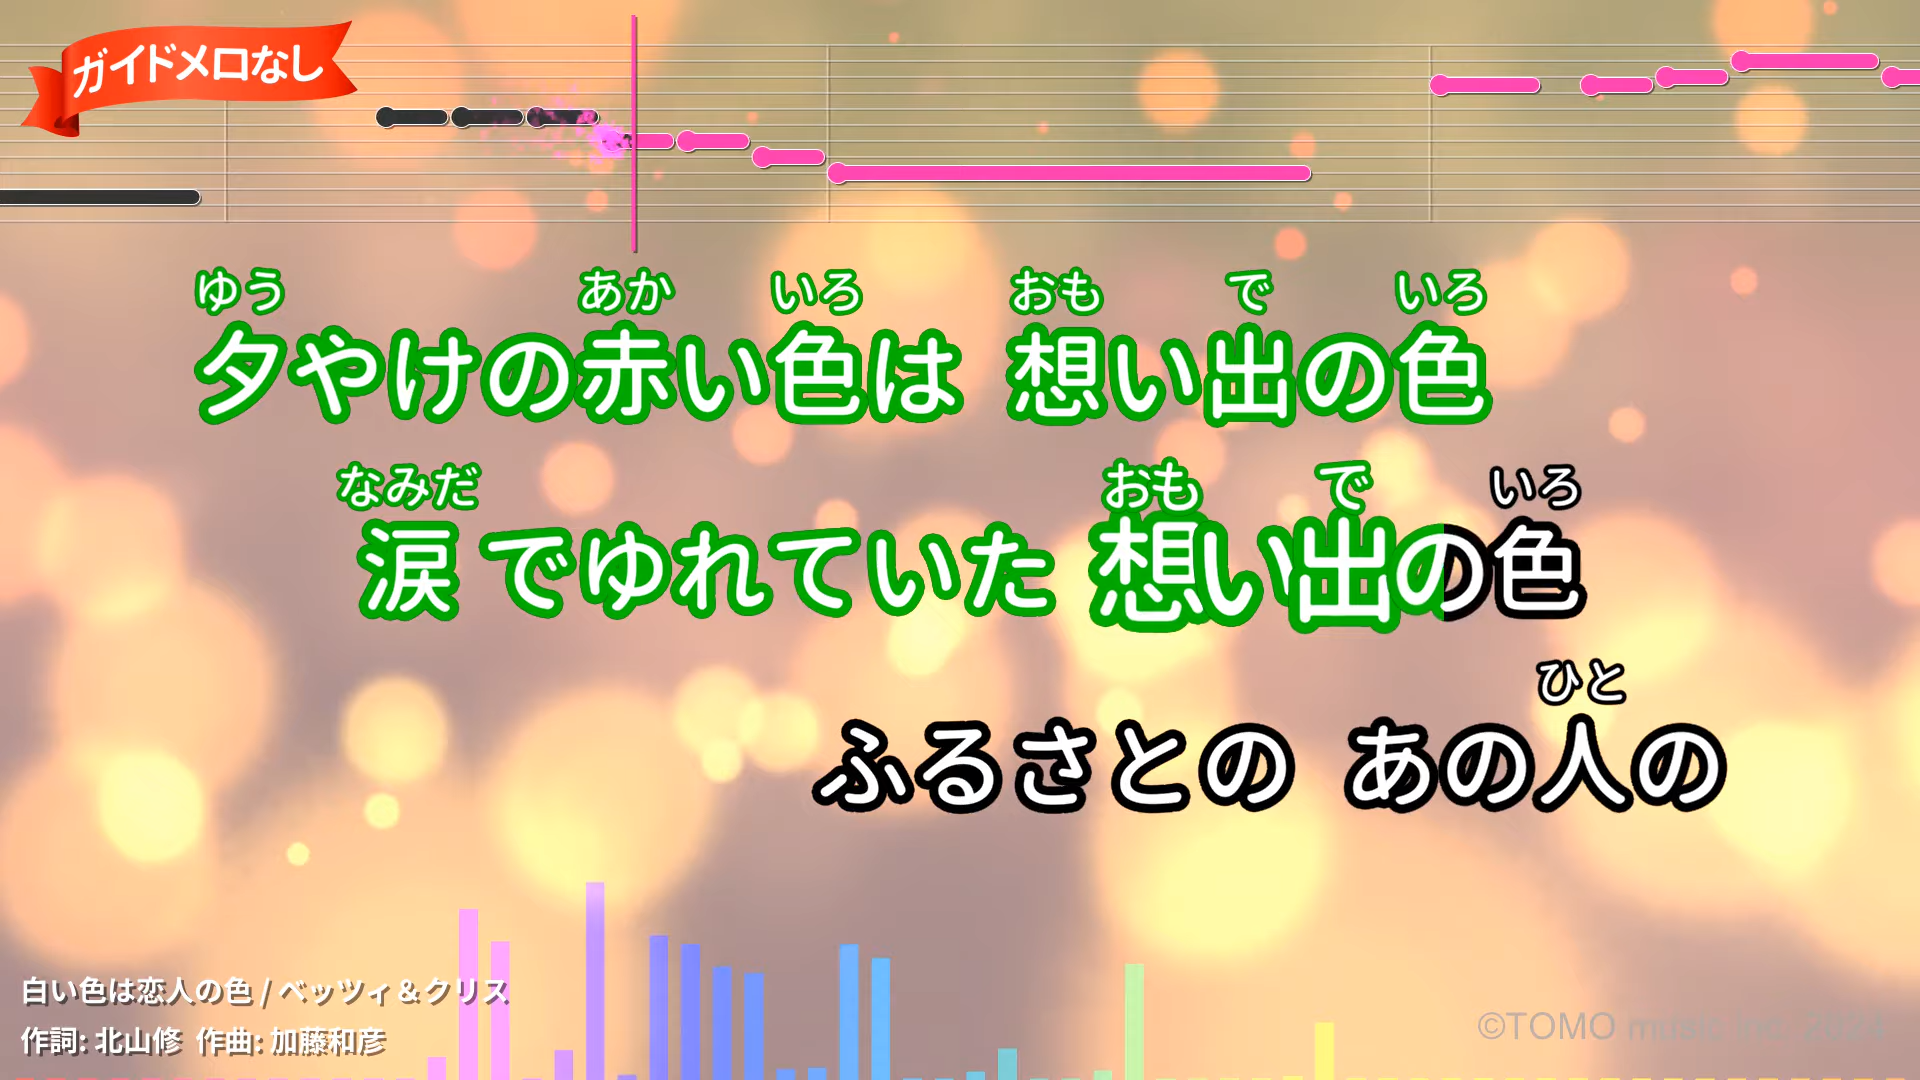 ガイドメロなし
ゆう あか いろ おも で いろ
夕やけの赤い色は 想い出の色
なみだ おも で いろ
涙でゆれていた 想い出の色
ひと
ふるさとの あの人の
白い色は恋人の色 / ベッツィ&クリス
作詞: 北山修 作曲: 加藤和彦
©TOMO music inc. 2024